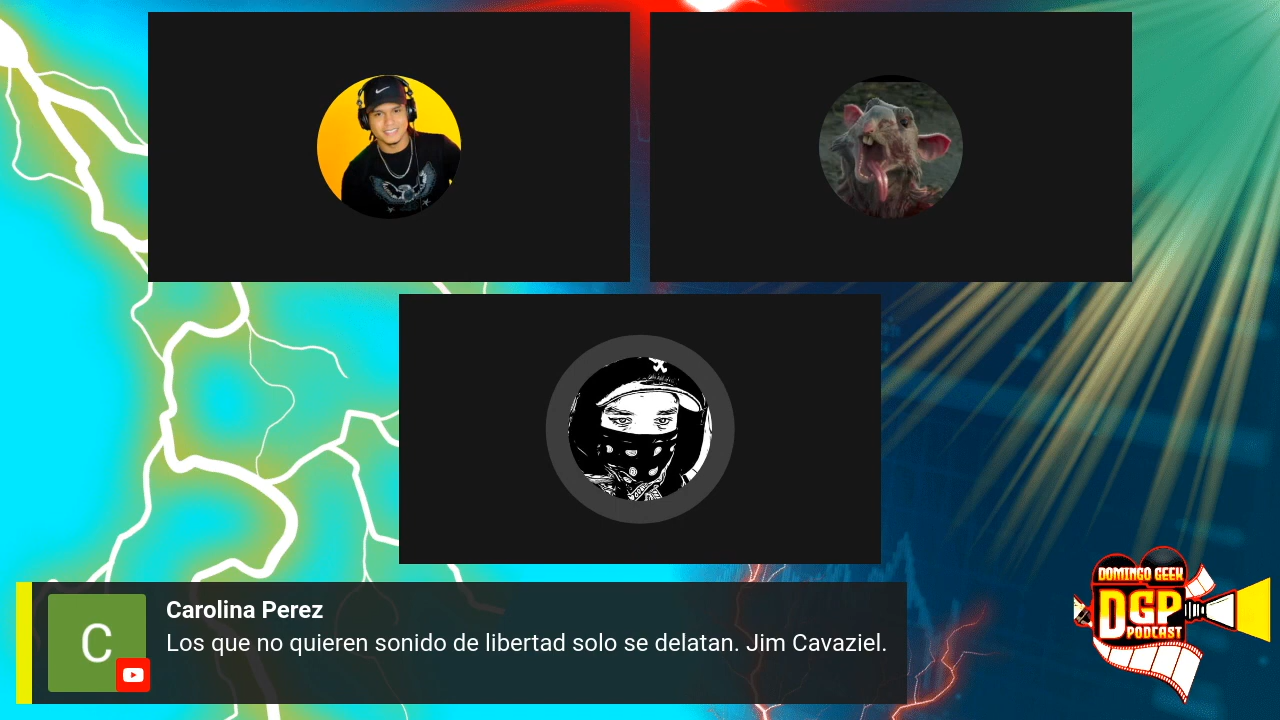 Carolina Perez
Los que no quieren sonido de libertad solo se delatan. Jim Cavaziel.
C
DOMINGO GEEK
DGP
PODCAST